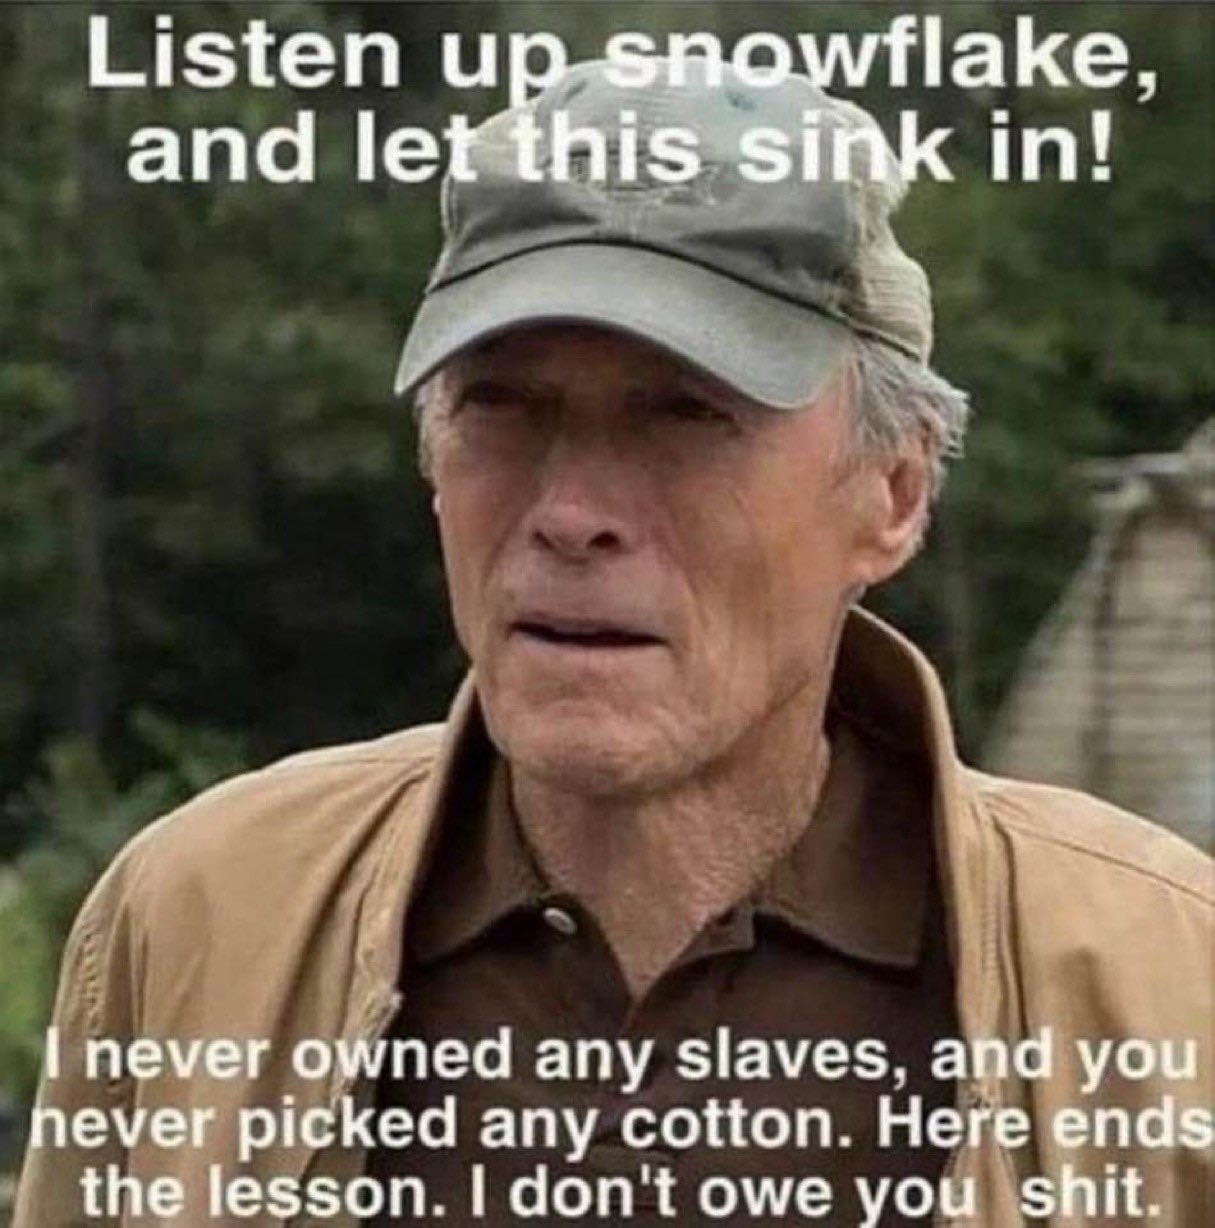 Listen up snowflake,
and let this sink in!
I never owned any slaves, and you
never picked any cotton. Here ends
the lesson. I don't owe you shit.